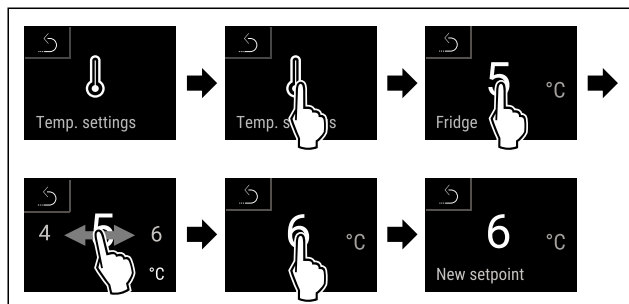 Temp. settings
Temp. s s
5 °C
Fridge
4 5 6
°C
6 °C
6 °C
New setpoint